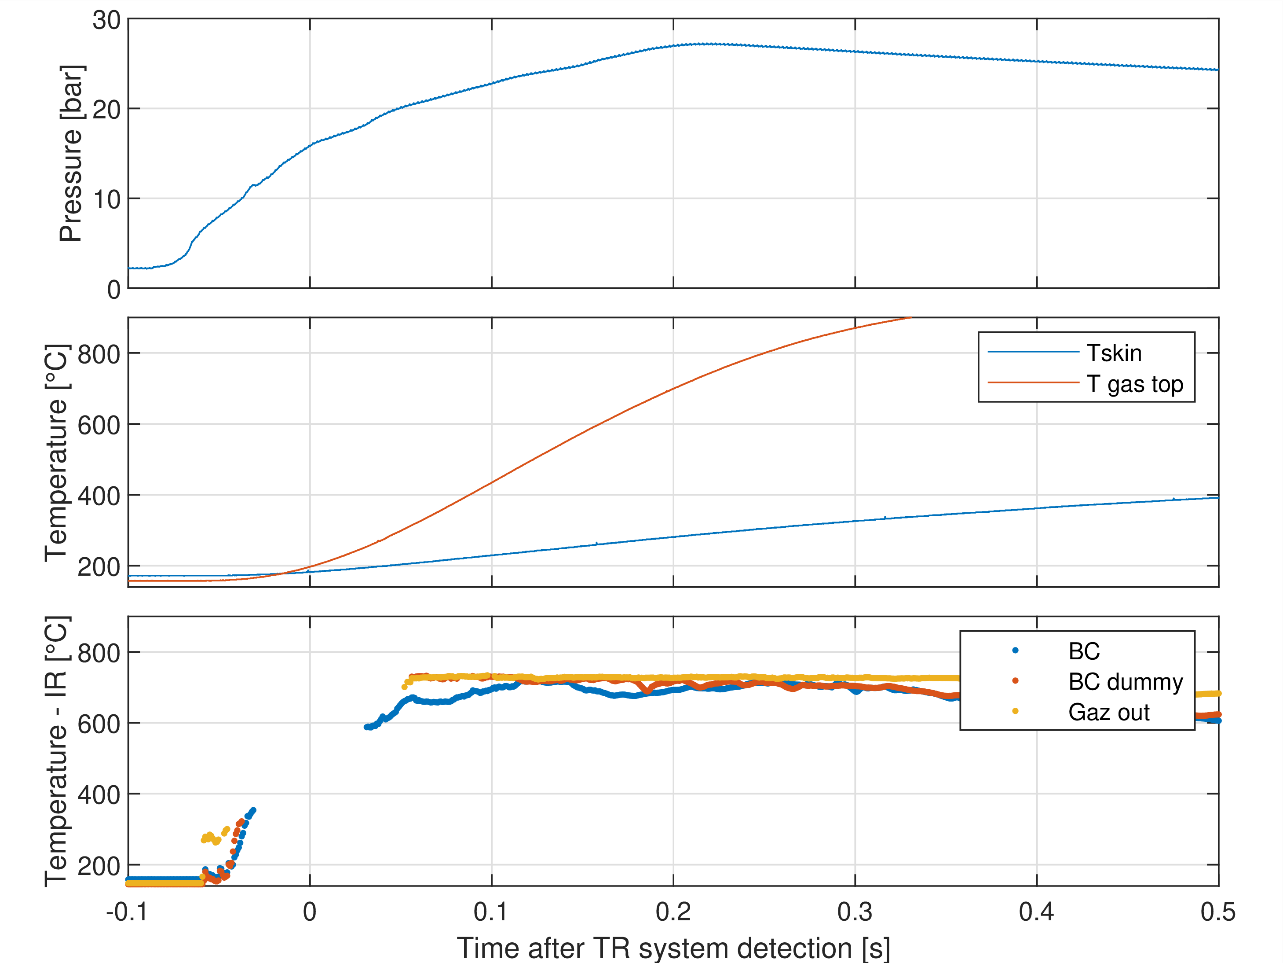 30
20
10
0
Pressure [bar]
800
600
400
200
Temperature [°C]
Tskin
T gas top
800
600
400
200
Temperature - IR [°C]
BC
BC dummy
Gaz out
-0.1 0 0.1 0.2 0.3 0.4 0.5
Time after TR system detection [s]